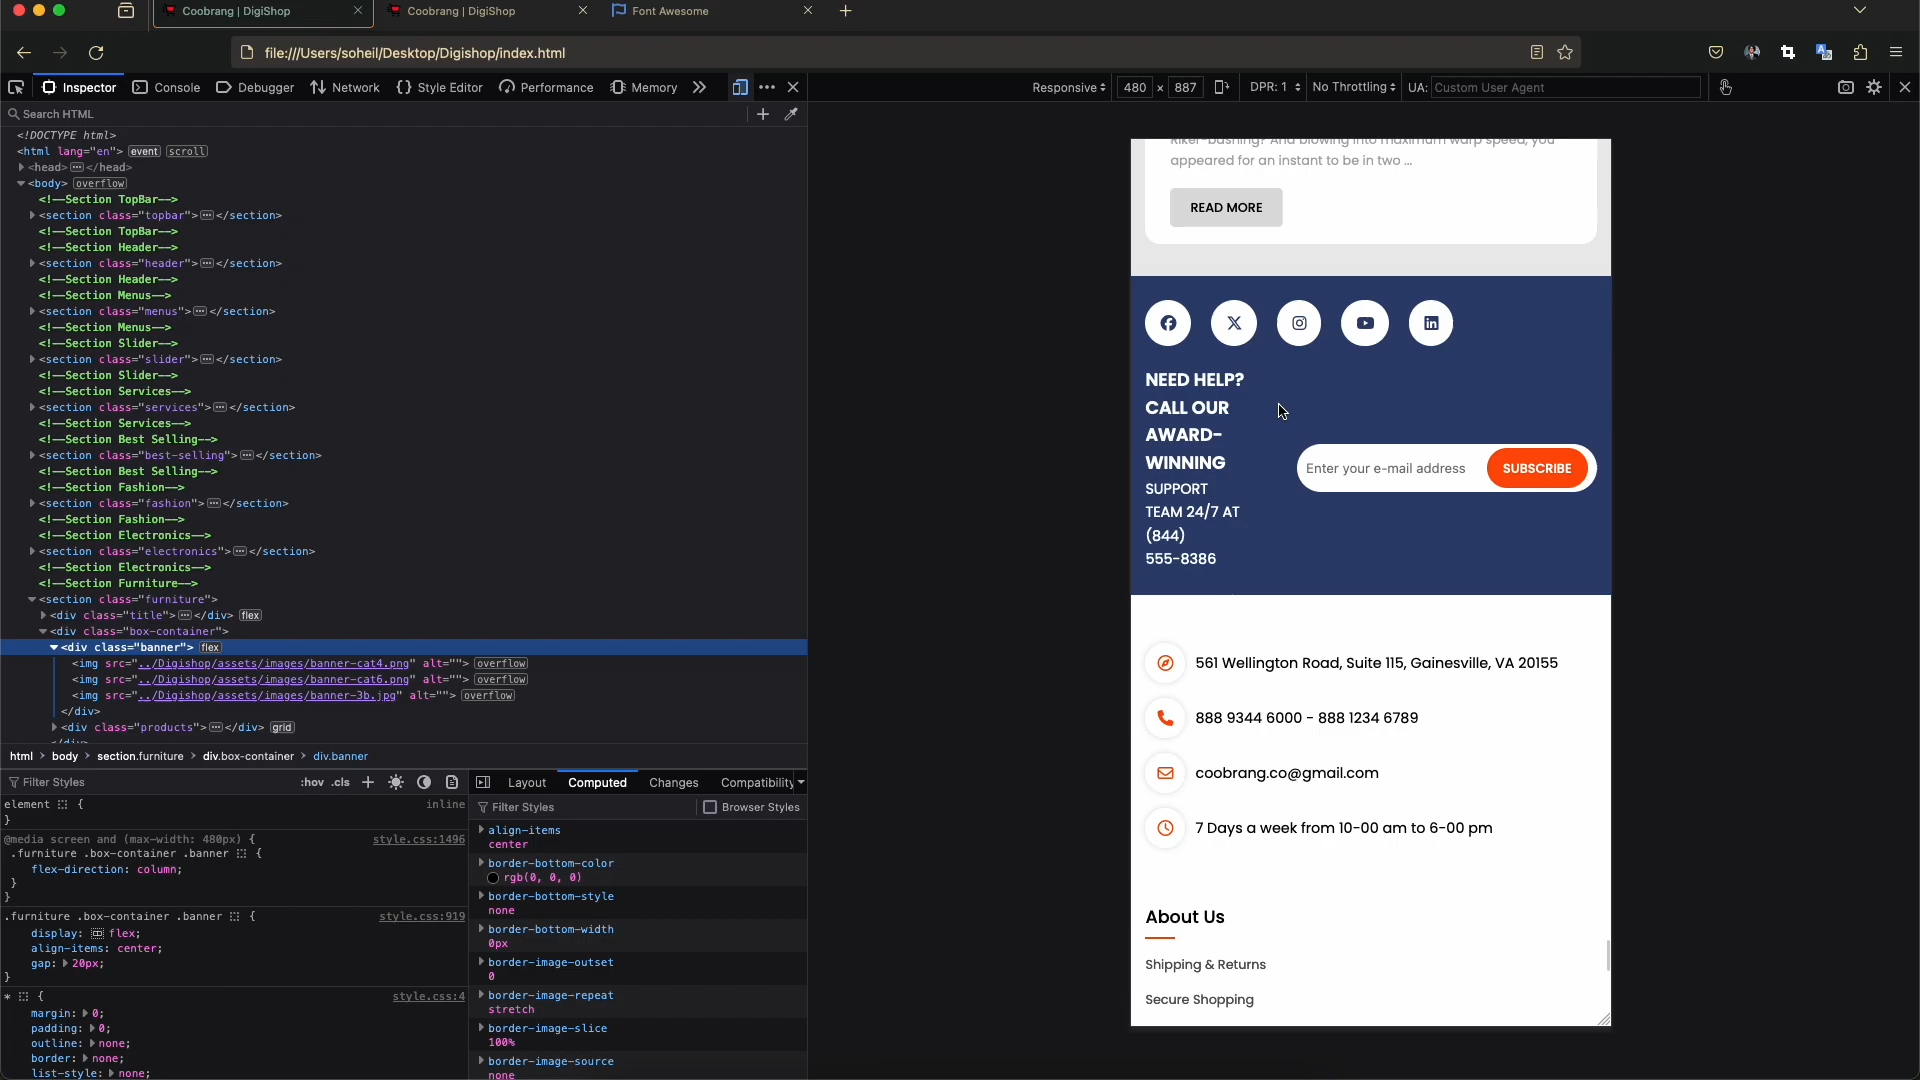 Coobrang | DigiShop
Coobrang | DigiShop
Font Awesome
file:///Users/soheil/Desktop/Digishop/index.html
Inspector
Console
Debugger
Network
Style Editor
Performance
Memory
Responsive
480 × 887
DPR: 1
No Throttling
UA: Custom User Agent
Search HTML
<!DOCTYPE html>
<html lang="en"> event scroll
<head> </head>
<body> overflow
<!--Section TopBar-->
<section class="topbar"> </section>
<!--Section TopBar-->
<!--Section Header-->
<section class="header"> </section>
<!--Section Header-->
<!--Section Menus-->
<section class="menus"> </section>
<!--Section Menus-->
<!--Section Slider-->
<section class="slider"> </section>
<!--Section Slider-->
<!--Section Services-->
<section class="services"> </section>
<!--Section Services-->
<!--Section Best Selling-->
<section class="best-selling"> </section>
<!--Section Best Selling-->
<!--Section Fashion-->
<section class="fashion"> </section>
<!--Section Fashion-->
<!--Section Electronics-->
<section class="electronics"> </section>
<!--Section Electronics-->
<!--Section Furniture-->
<section class="furniture">
<div class="title"> </div> flex
<div class="box-container">
<div class="banner"> flex
<img src="../Digishop/assets/images/banner-cat4.png" alt=""> overflow
<img src="../Digishop/assets/images/banner-cat6.png" alt=""> overflow
<img src="../Digishop/assets/images/banner-3b.jpg" alt=""> overflow
</div>
<div class="products"> </div> grid
</div>
html > body > section.furniture > div.box-container > div.banner
Filter Styles
:hov .cls +
element { inline
}
@media screen and (max-width: 480px) { style.css:1496
.furniture .box-container .banner {
flex-direction: column;
}
}
.furniture .box-container .banner { style.css:919
display: flex;
align-items: center;
gap: 20px;
}
* { style.css:4
margin: 0;
padding: 0;
outline: none;
border: none;
list-style: none;
Layout
Computed
Changes
Compatibility
Filter Styles
Browser Styles
align-items
center
border-bottom-color
rgb(0, 0, 0)
border-bottom-style
none
border-bottom-width
0px
border-image-outset
0
border-image-repeat
stretch
border-image-slice
100%
border-image-source
none
Riker-bashing? And blowing into maximum warp speed, you
appeared for an instant to be in two ...
READ MORE
NEED HELP?
CALL OUR
AWARD-
WINNING
SUPPORT
TEAM 24/7 AT
(844)
555-8386
Enter your e-mail address
SUBSCRIBE
561 Wellington Road, Suite 115, Gainesville, VA 20155
888 9344 6000 - 888 1234 6789
coobrang.co@gmail.com
7 Days a week from 10-00 am to 6-00 pm
About Us
Shipping & Returns
Secure Shopping